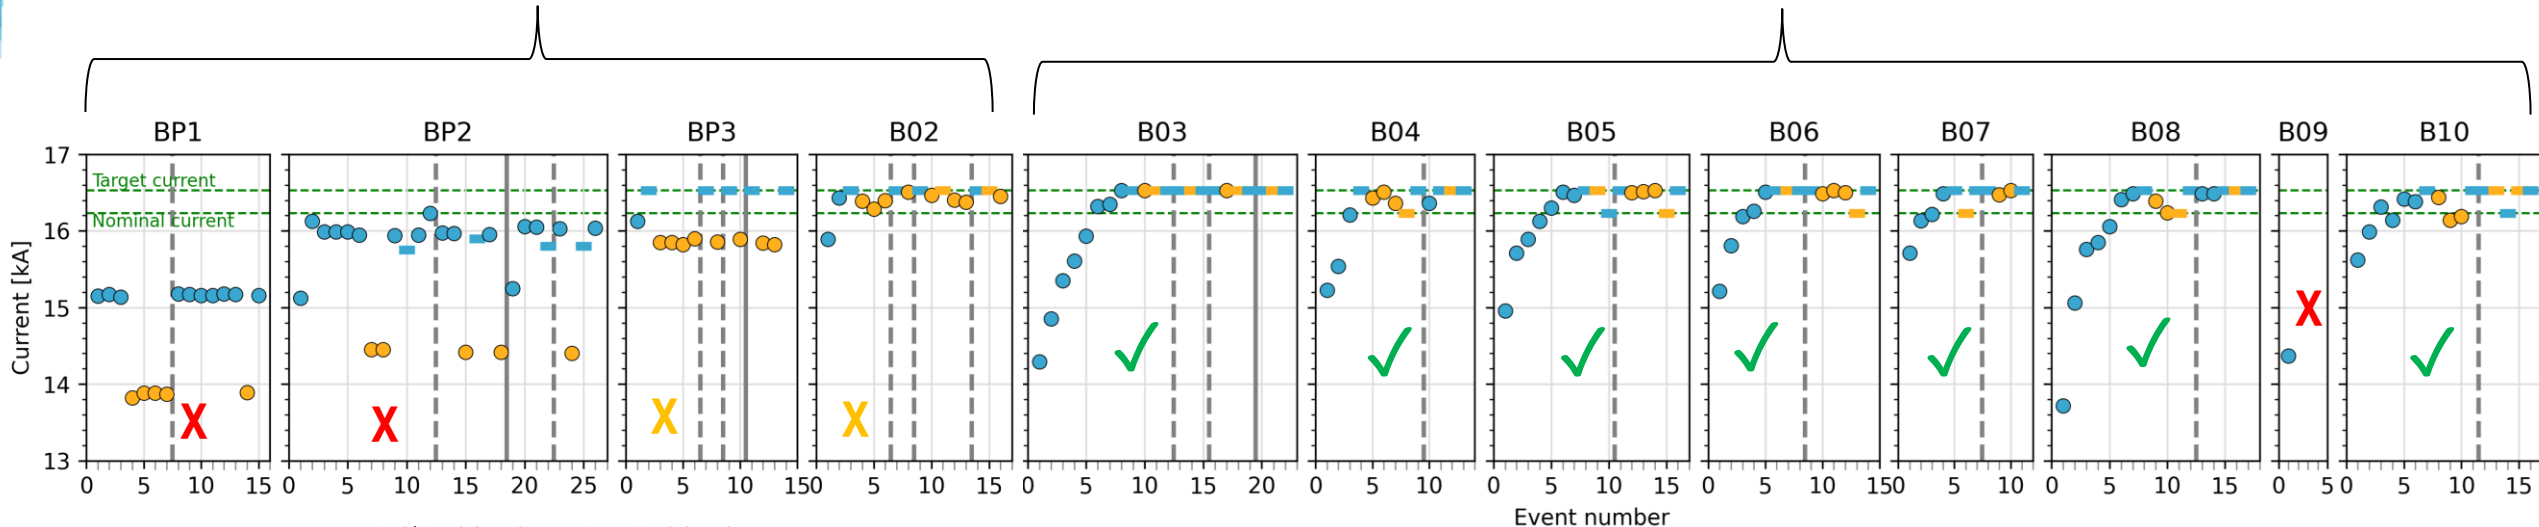 BP1 BP2 BP3 B02 B03 B04 B05 B06 B07 B08 B09 B10
17
Target current
Nominal current
16
15
14
13
Current [kA]
X X X X X
0 5 10 15 0 5 10 15 20 25 0 5 10 15 5 10 15 0 5 10 15 20 0 5 10 0 5 10 15 0 5 10 15 0 5 10 0 5 10 15 0 5 0 5 10 15
Event number